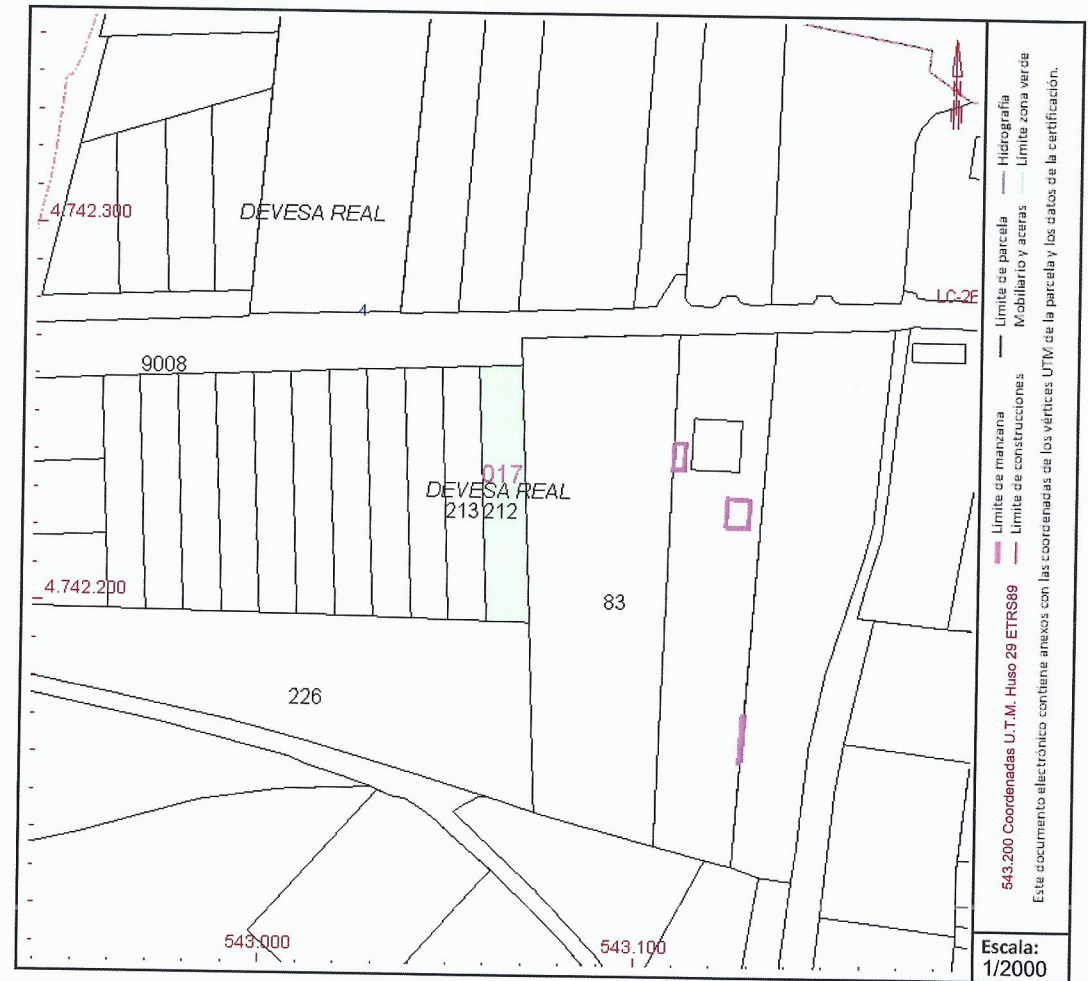 4.742.300
DEVESA REAL
LC-2E
4
9008
017
DEVESA REAL
213 212
4.742.200
83
226
543.000
543.100
Límite de manzana
Límite de parcela
Hidrografía
543.200 Coordenadas U.T.M. Huso 29 ETRS89
Límite de construcciones
Mobiliario y aceras
Límite zona verde
Este documento electrónico contiene anexos con las coordenadas de los vértices UTM de la parcela y los datos de la certificación.
Escala:
1/2000